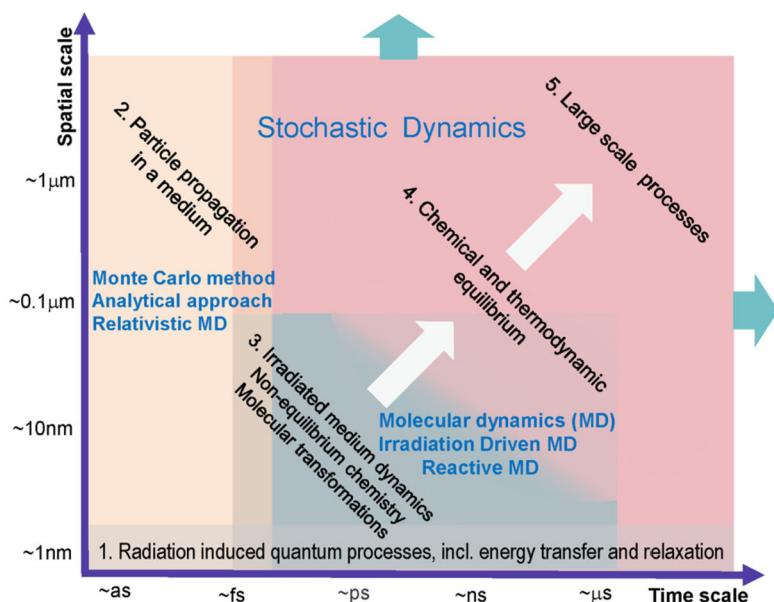 Spatial scale
~1μm
~0.1μm
~10nm
~1nm
2. Particle propagation
in a medium
Stochastic Dynamics
5. Large scale
processes
4. Chemical and thermodynamic
equilibrium
Monte Carlo method
Analytical approach
Relativistic MD
3. Irradiated medium dynamics
Non-equilibrium chemistry
Molecular transformations
Molecular dynamics (MD)
Irradiation Driven MD
Reactive MD
1. Radiation induced quantum processes, incl. energy transfer and relaxation
~as
~fs
~ps
~ns
~μs
Time scale